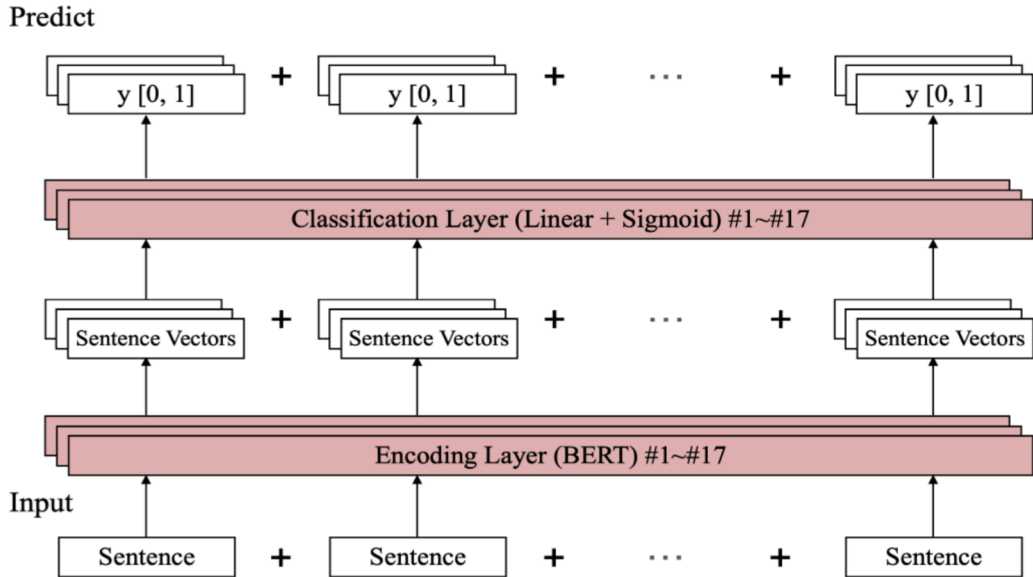 Predict
y [0, 1] + y [0, 1] + ... + y [0, 1]
Classification Layer (Linear + Sigmoid) #1~#17
Sentence Vectors + Sentence Vectors + ... + Sentence Vectors
Encoding Layer (BERT) #1~#17
Input
Sentence + Sentence + ... + Sentence